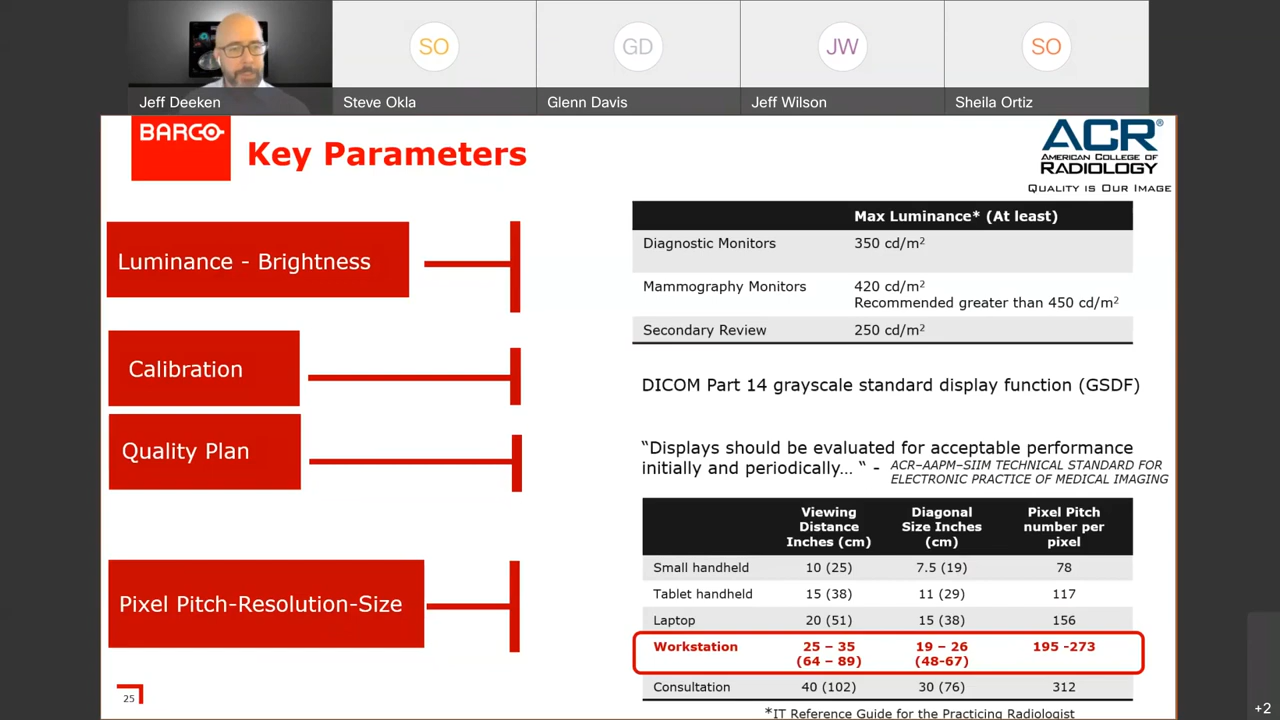 SO
GD
JW
SO
Jeff Deeken
Steve Okla
Glenn Davis
Jeff Wilson
Sheila Ortiz
BARCO
Key Parameters
ACR®
AMERICAN COLLEGE OF
RADIOLOGY
QUALITY IS OUR IMAGE
Max Luminance* (At least)
Luminance - Brightness
Diagnostic Monitors 350 cd/m²
Mammography Monitors 420 cd/m²
Recommended greater than 450 cd/m²
Secondary Review 250 cd/m²
Calibration
DICOM Part 14 grayscale standard display function (GSDF)
Quality Plan
“Displays should be evaluated for acceptable performance
initially and periodically… “ - ACR–AAPM–SIIM TECHNICAL STANDARD FOR
ELECTRONIC PRACTICE OF MEDICAL IMAGING
Pixel Pitch-Resolution-Size
Viewing Distance Inches (cm) Diagonal Size Inches (cm) Pixel Pitch number per pixel
Small handheld 10 (25) 7.5 (19) 78
Tablet handheld 15 (38) 11 (29) 117
Laptop 20 (51) 15 (38) 156
Workstation 25 – 35 19 – 26 195 -273
(64 – 89) (48-67)
Consultation 40 (102) 30 (76) 312
*IT Reference Guide for the Practicing Radiologist
25
+2